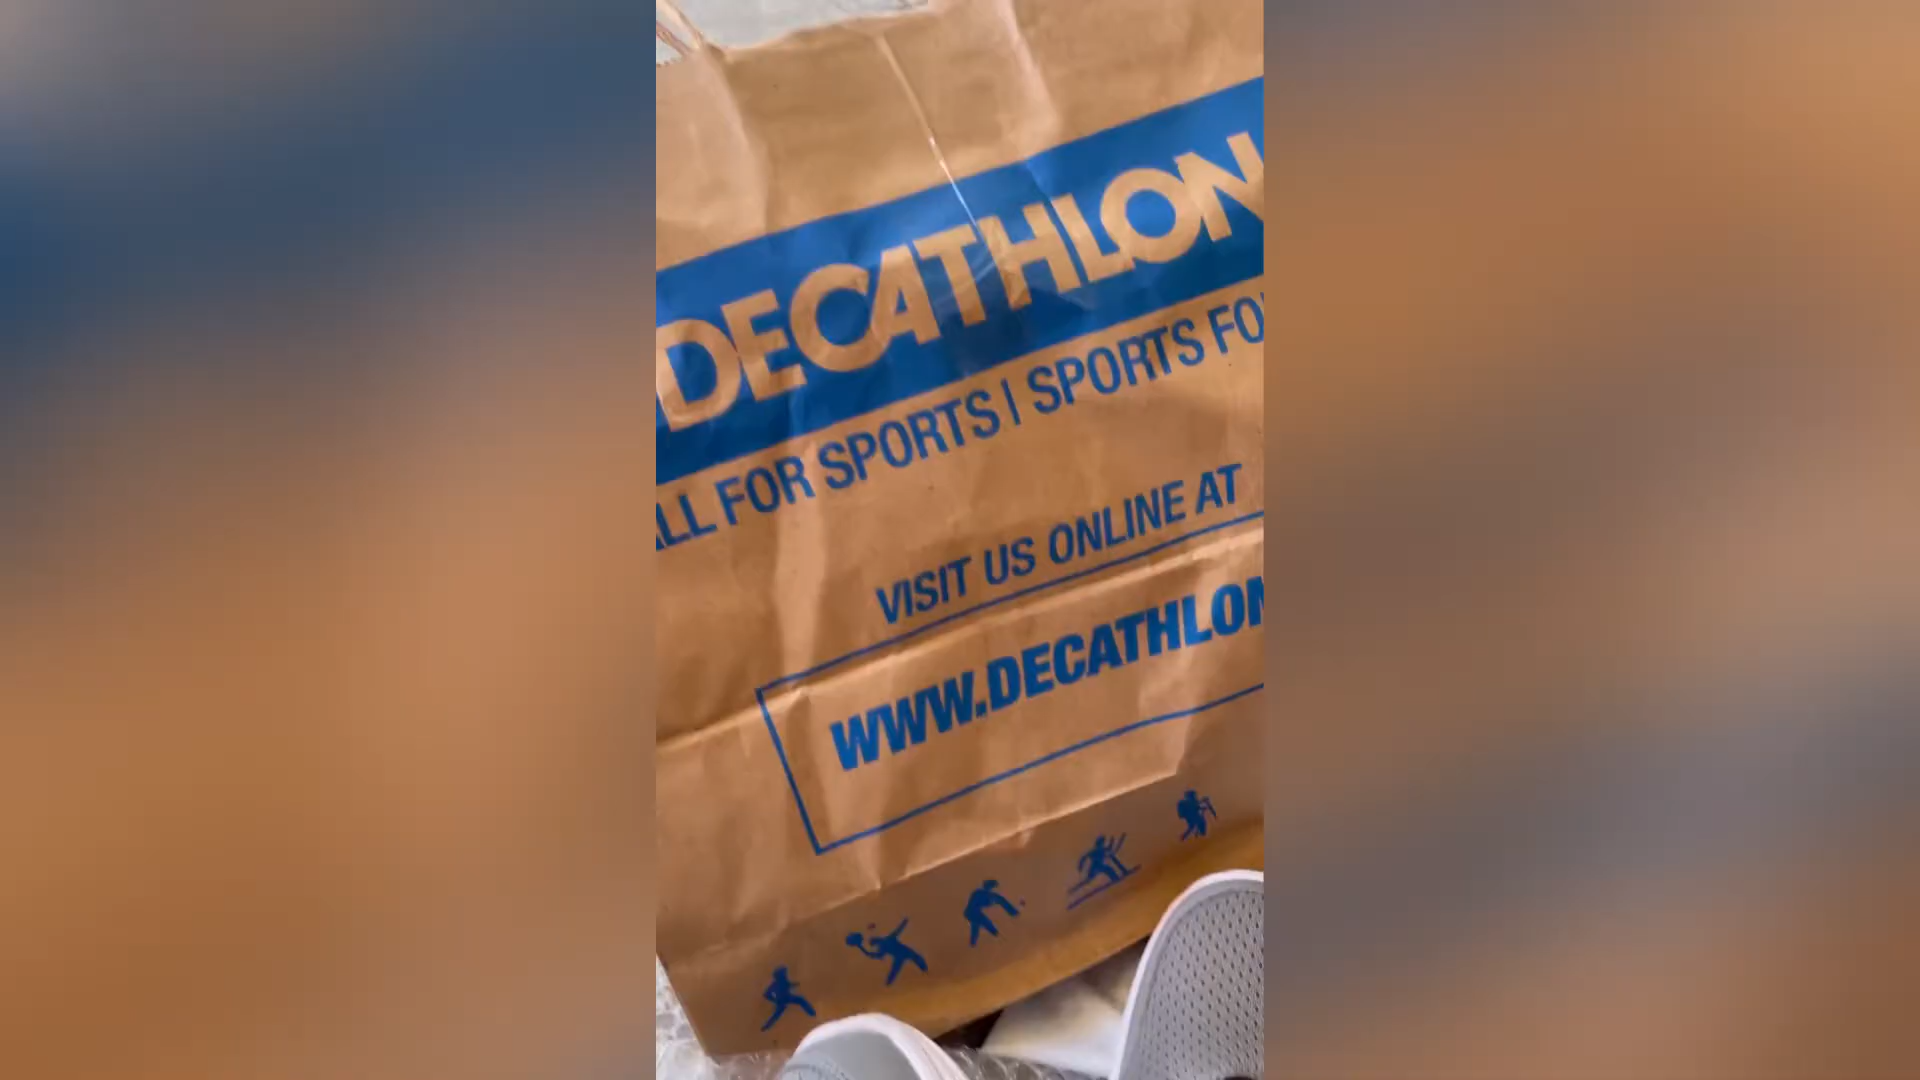 DECATHLON
ALL FOR SPORTS | SPORTS FO
VISIT US ONLINE AT
WWW.DECATHLON